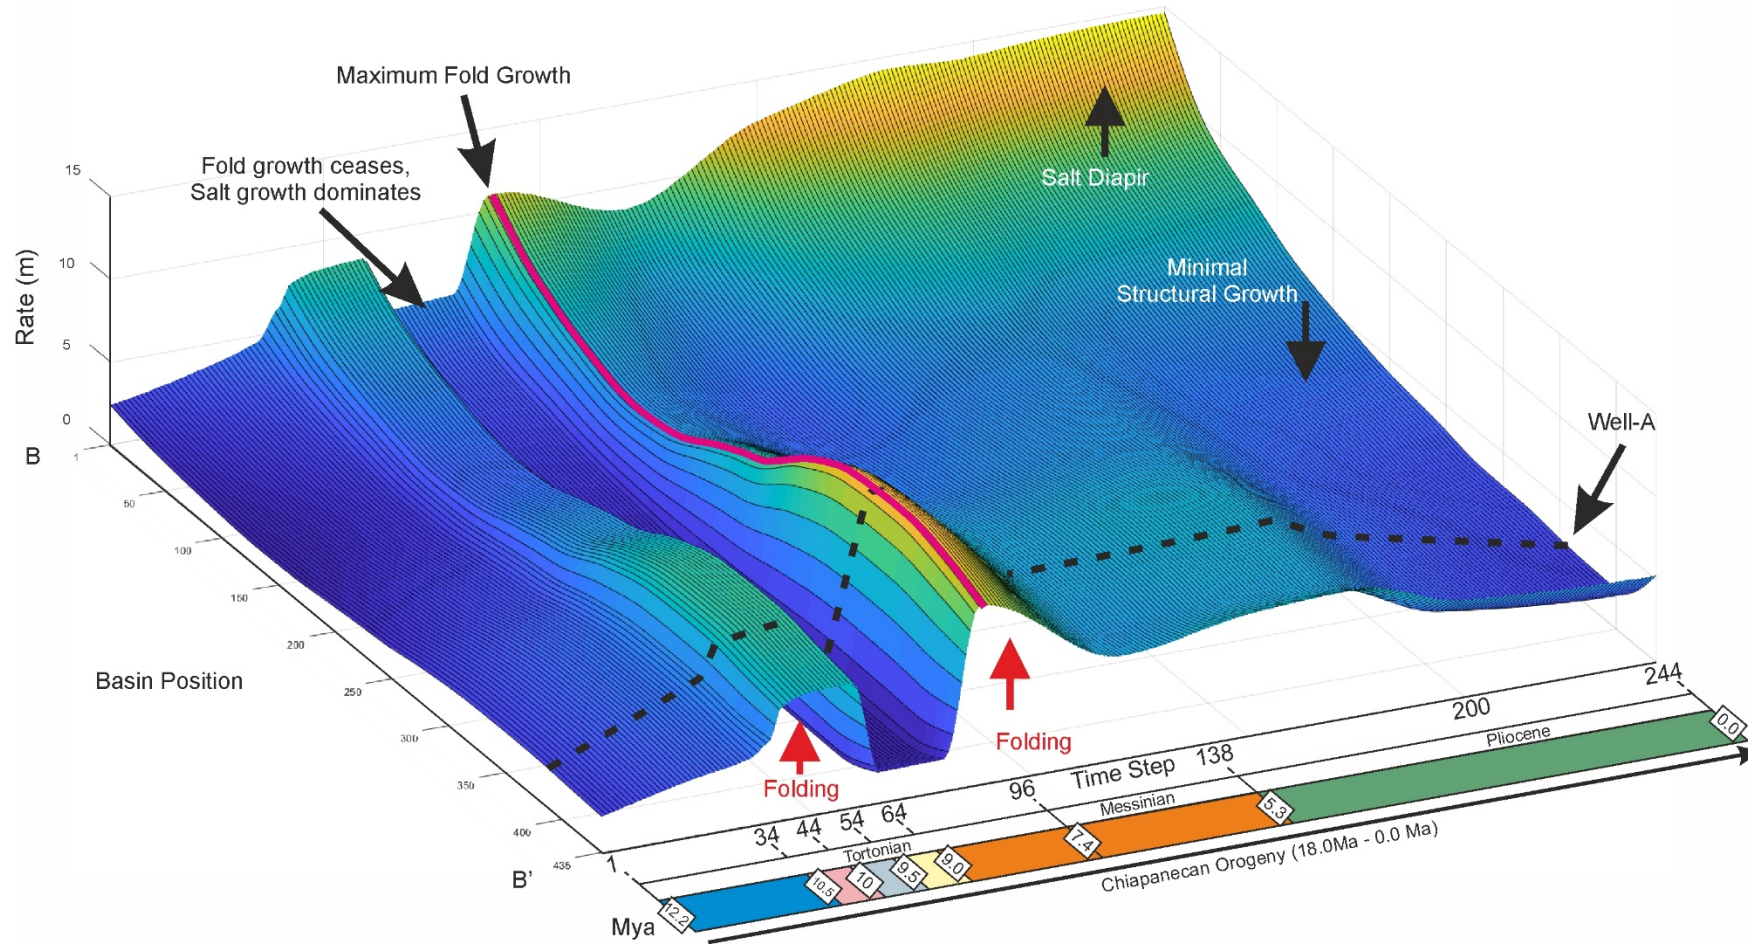 Maximum Fold Growth
Fold growth ceases,
Salt growth dominates
Salt Diapir
Minimal
Structural Growth
Well-A
Rate (m)
15
10
5
0
B
1
50
100
150
200
250
300
350
400
435
Basin Position
B'
Folding
Folding
1
34
44
54
64
96
Time Step
138
200
244
Tortonian
Messinian
Pliocene
Mya
12.2
10.5
10
9.5
9.0
7.4
5.3
0.0
Chiapanecan Orogeny (18.0Ma - 0.0 Ma)